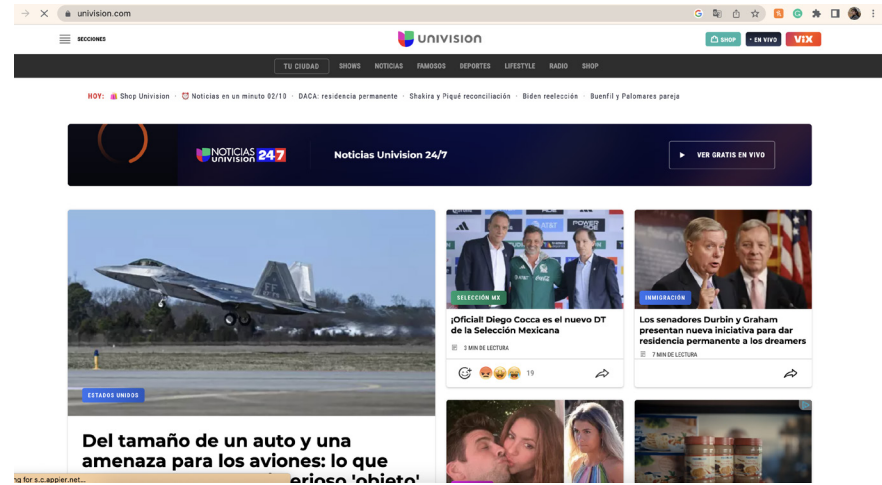 univision.com
SECCIONES
UNIVISION
SHOP
• EN VIVO
ViX
TU CIUDAD SHOWS NOTICIAS FAMOSOS DEPORTES LIFESTYLE RADIO SHOP
HOY: 🛍️ Shop Univision · ⏰ Noticias en un minuto 02/10 · DACA: residencia permanente · Shakira y Piqué reconciliación · Biden reelección · Buenfil y Palomares pareja
NOTICIAS
UNIVISION
24/7
Noticias Univision 24/7
VER GRATIS EN VIVO
FF
ESTADOS UNIDOS
Del tamaño de un auto y una
amenaza para los aviones: lo que
erioso 'objeto'
AT&T
POWER
SELECCIÓN MX
¡Oficial! Diego Cocca es el nuevo DT
de la Selección Mexicana
3 MIN DE LECTURA
19
INMIGRACIÓN
Los senadores Durbin y Graham
presentan nueva iniciativa para dar
residencia permanente a los dreamers
7 MIN DE LECTURA
ng for s.c.appier.net...